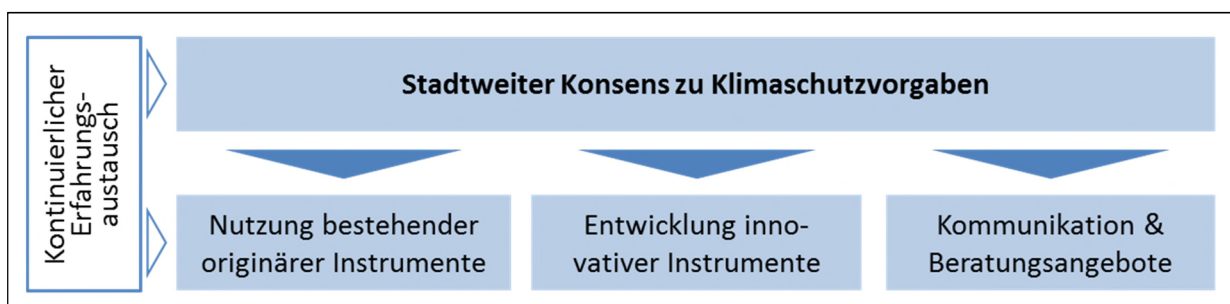 Kontinuierlicher
Erfahrungs-
austausch
Stadtweiter Konsens zu Klimaschutzvorgaben
Nutzung bestehender
originärer Instrumente
Entwicklung inno-
vativer Instrumente
Kommunikation &
Beratungsangebote